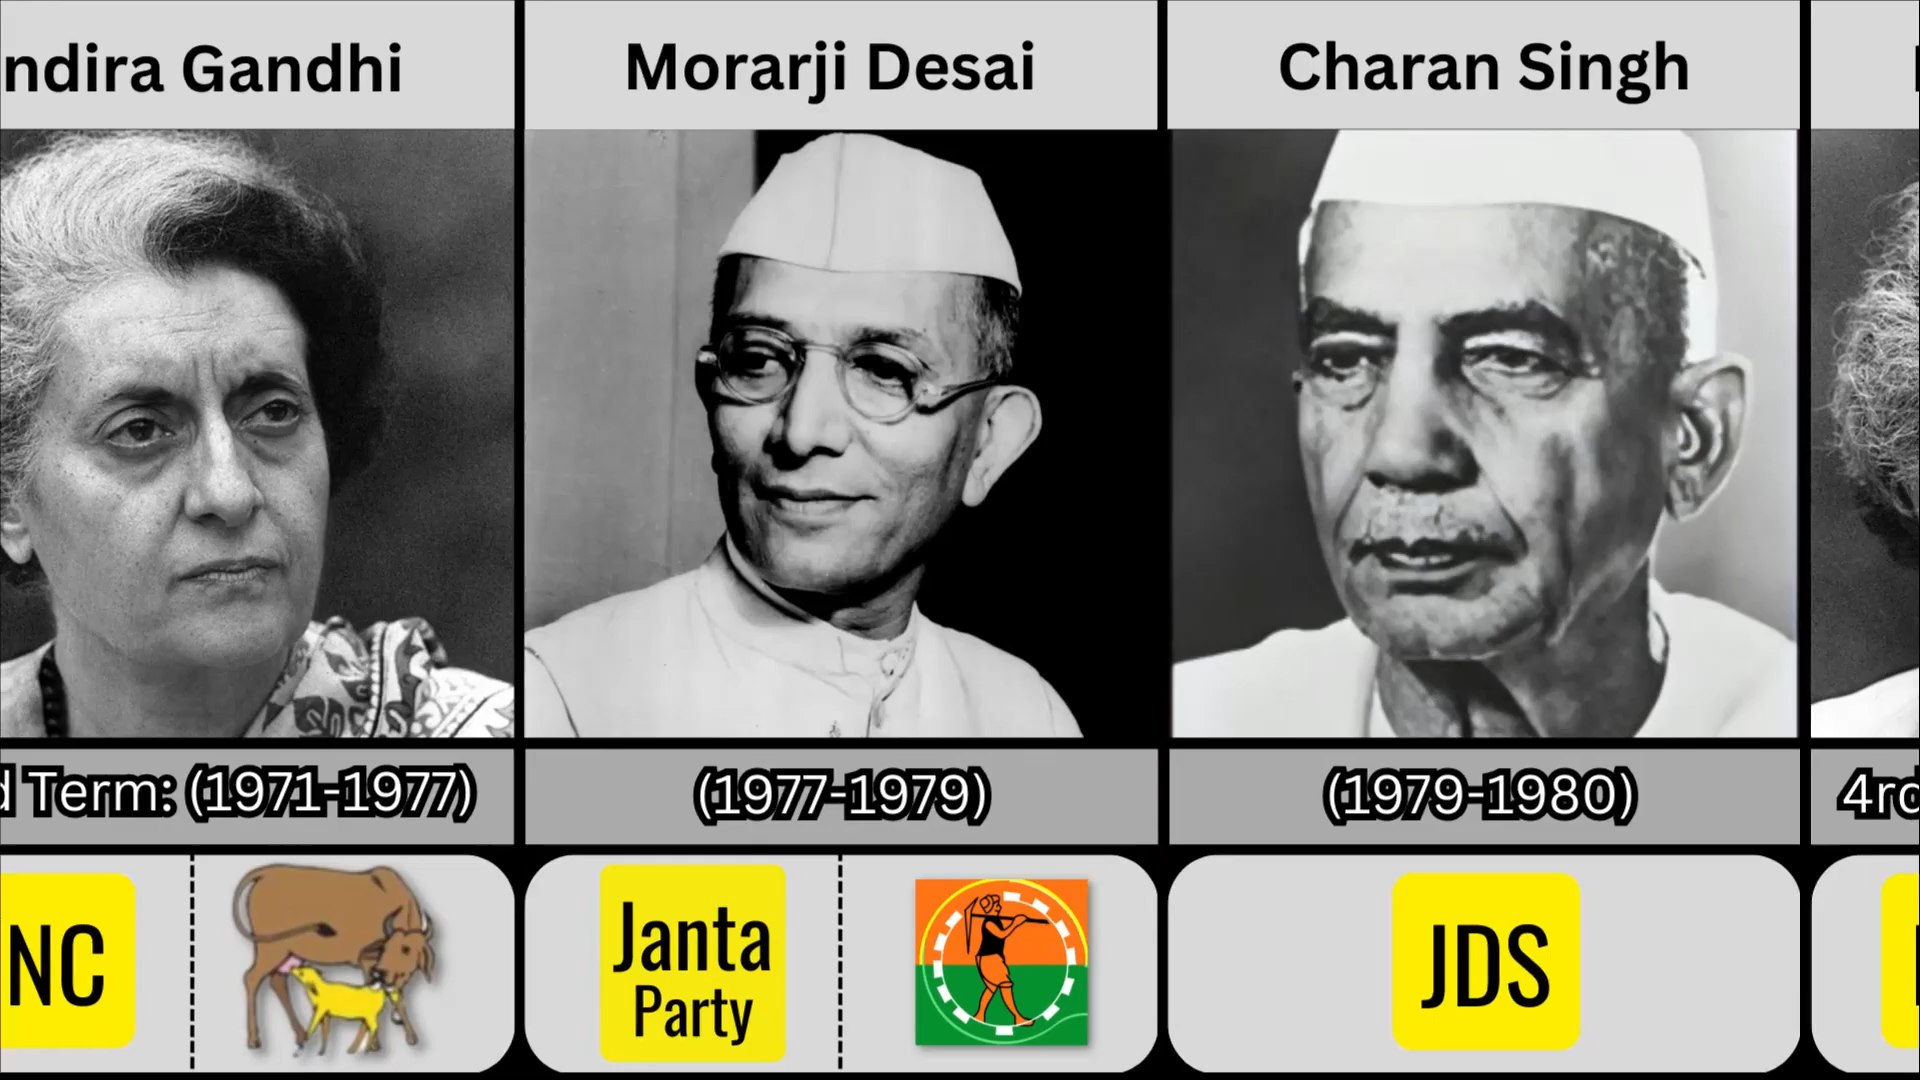 ndira Gandhi
Morarji Desai
Charan Singh
d Term: (1971-1977)
(1977-1979)
(1979-1980)
4rd
NC
Janta
Party
JDS